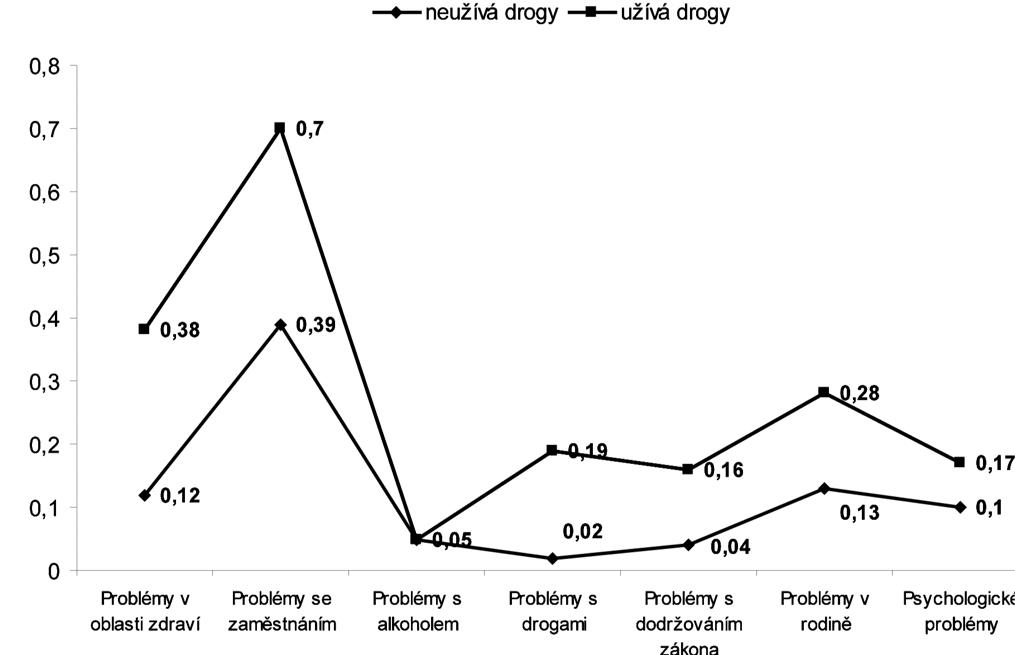 neužívá drogy užívá drogy
0,8
0,7
0,7
0,6
0,5
0,4
0,39
0,38
0,3
0,28
0,2
0,19
0,16
0,17
0,12
0,13
0,1
0,1
0,05
0,02
0,04
0
Problémy v
oblasti zdraví
Problémy se
zaměstnáním
Problémy s
alkoholem
Problémy s
drogami
Problémy s
dodržováním
zákona
Problémy v
rodině
Psychologické
problémy